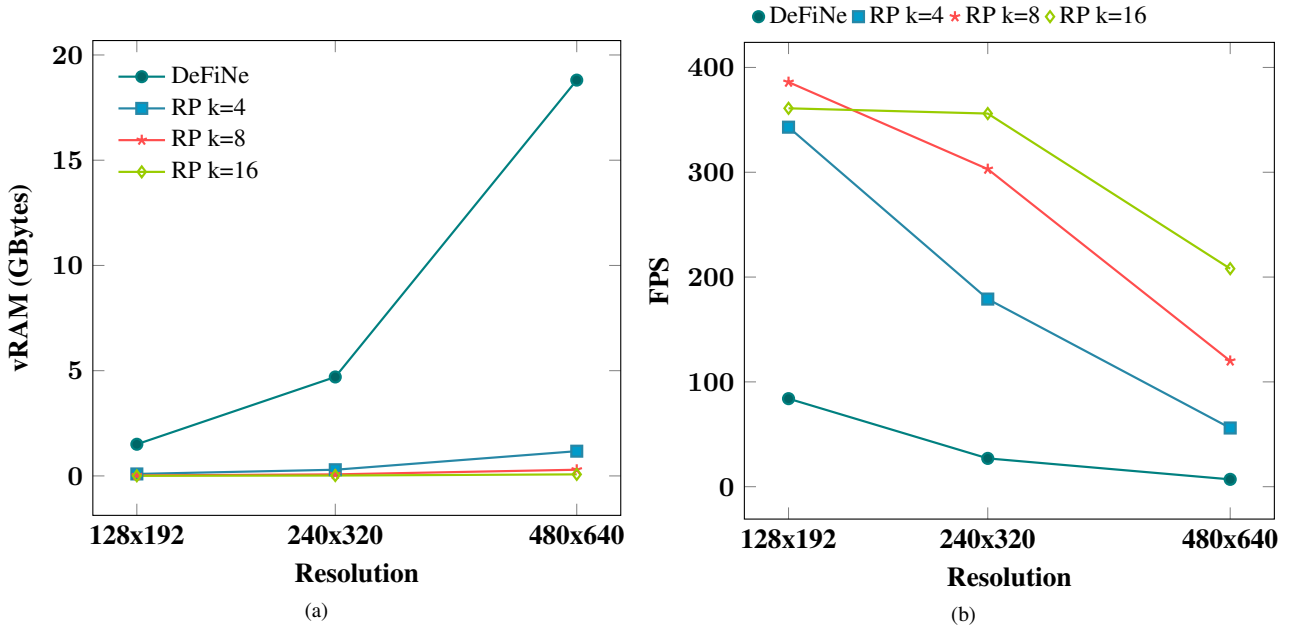 20
15
10
5
0
vRAM (GBytes)
DeFiNe
RP k=4
RP k=8
RP k=16
128x192 240x320 480x640
Resolution
(a)
DeFiNe RP k=4 RP k=8 RP k=16
400
300
200
100
0
FPS
128x192 240x320 480x640
Resolution
(b)